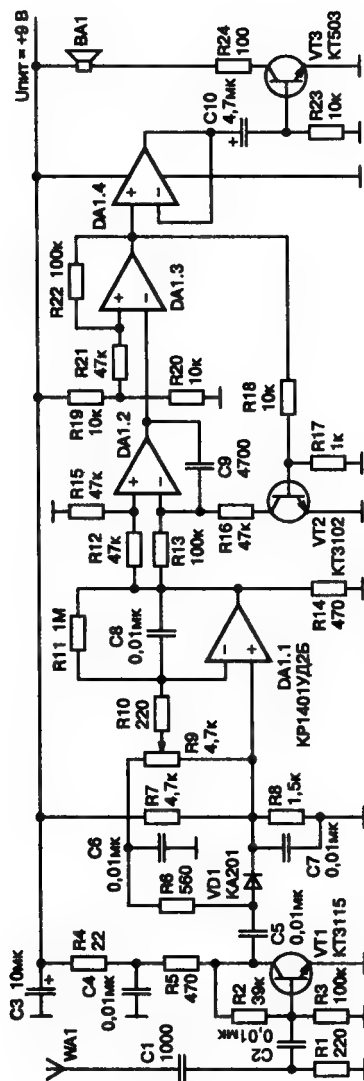 Uпит = +9 В
C3 10мк
R4
22
C4
0,01мк
R5
470
WA1
C1
1000
R1
220
C2
0,01мк
R2
39к
R3
100к
VT1
КТ3115
C5
0,01мк
R6
560
C6
0,01мк
VD1
КА201
C7
0,01мк
R7
4,7к
R8
1,5к
R9
4,7к
R10
220
R11 1М
C8
0,01мк
DA1.1
КР1401УД2Б
R14
470
R12
47к
R13
100к
R15
47к
DA1.2
C9
4700
R16
47к
VT2
КТ3102
R17
1к
R18
10к
R19
10к
R20
10к
R21
47к
R22 100к
DA1.3
DA1.4
C10
4,7мк
R23
10к
VT3
КТ503
R24
100
BA1
+
+
–
+
–
+
–
+
–
+